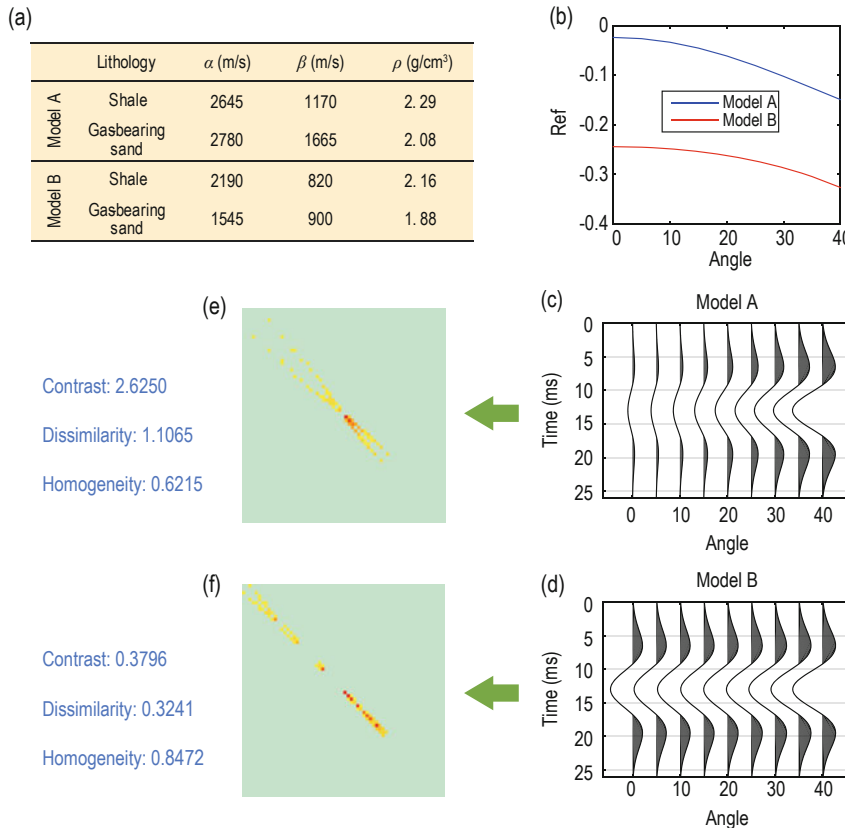 (a)
Lithology α (m/s) β (m/s) ρ (g/cm³)
Model A
Shale 2645 1170 2. 29
Gasbearing
sand 2780 1665 2. 08
Model B
Shale 2190 820 2. 16
Gasbearing
sand 1545 900 1. 88
(b)
0
-0.1
-0.2
-0.3
-0.4
Ref
Model A
Model B
0 10 20 30 40
Angle
(e)
Contrast: 2.6250
Dissimilarity: 1.1065
Homogeneity: 0.6215
(c)
Model A
0
5
10
15
20
25
Time (ms)
0 10 20 30 40
Angle
(f)
Contrast: 0.3796
Dissimilarity: 0.3241
Homogeneity: 0.8472
(d)
Model B
0
5
10
15
20
25
Time (ms)
0 10 20 30 40
Angle